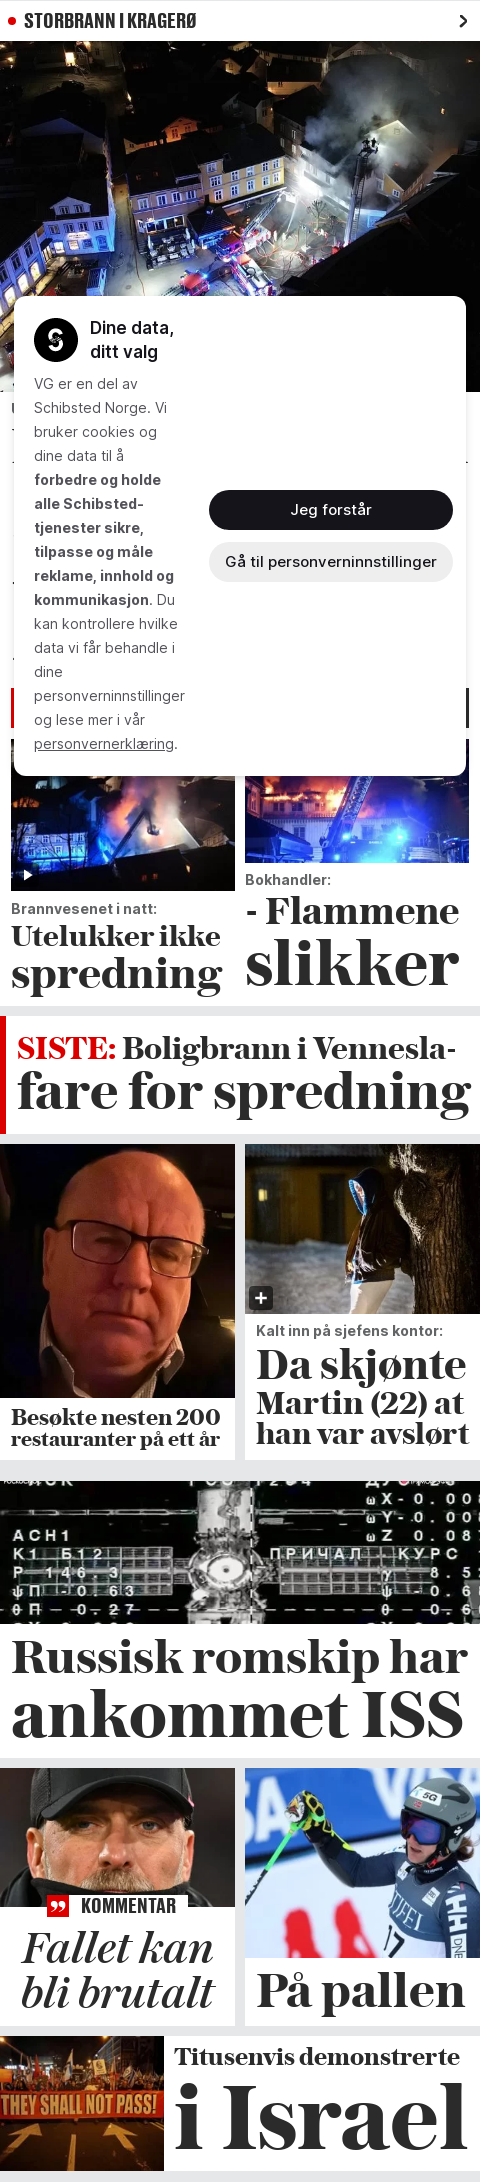 STORBRANN I KRAGERØ
Dine data,
ditt valg
VG er en del av
Schibsted Norge. Vi
bruker cookies og
dine data til å
forbedre og holde
alle Schibsted-
tjenester sikre,
tilpasse og måle
reklame, innhold og
kommunikasjon. Du
kan kontrollere hvilke
data vi får behandle i
dine
personverninnstillinger
og lese mer i vår
personvernerklæring.
Jeg forstår
Gå til personverninnstillinger
Brannvesenet i natt:
Utelukker ikke
spredning
Bokhandler:
- Flammene
slikker
SISTE: Boligbrann i Vennesla-
fare for spredning
Besøkte nesten 200
restauranter på ett år
Kalt inn på sjefens kontor:
Da skjønte
Martin (22) at
han var avslørt
ACH1
К1 Б12
ПРИЧАЛ КУРС
Р 146.3
ψП -0.63
ϑП 0.27
ωX-0.008
ωY-0.00
ωZ 0.087
Russisk romskip har
ankommet ISS
KOMMENTAR
Fallet kan
bli brutalt
5G
17
På pallen
THEY SHALL NOT PASS!
Titusenvis demonstrerte
i Israel